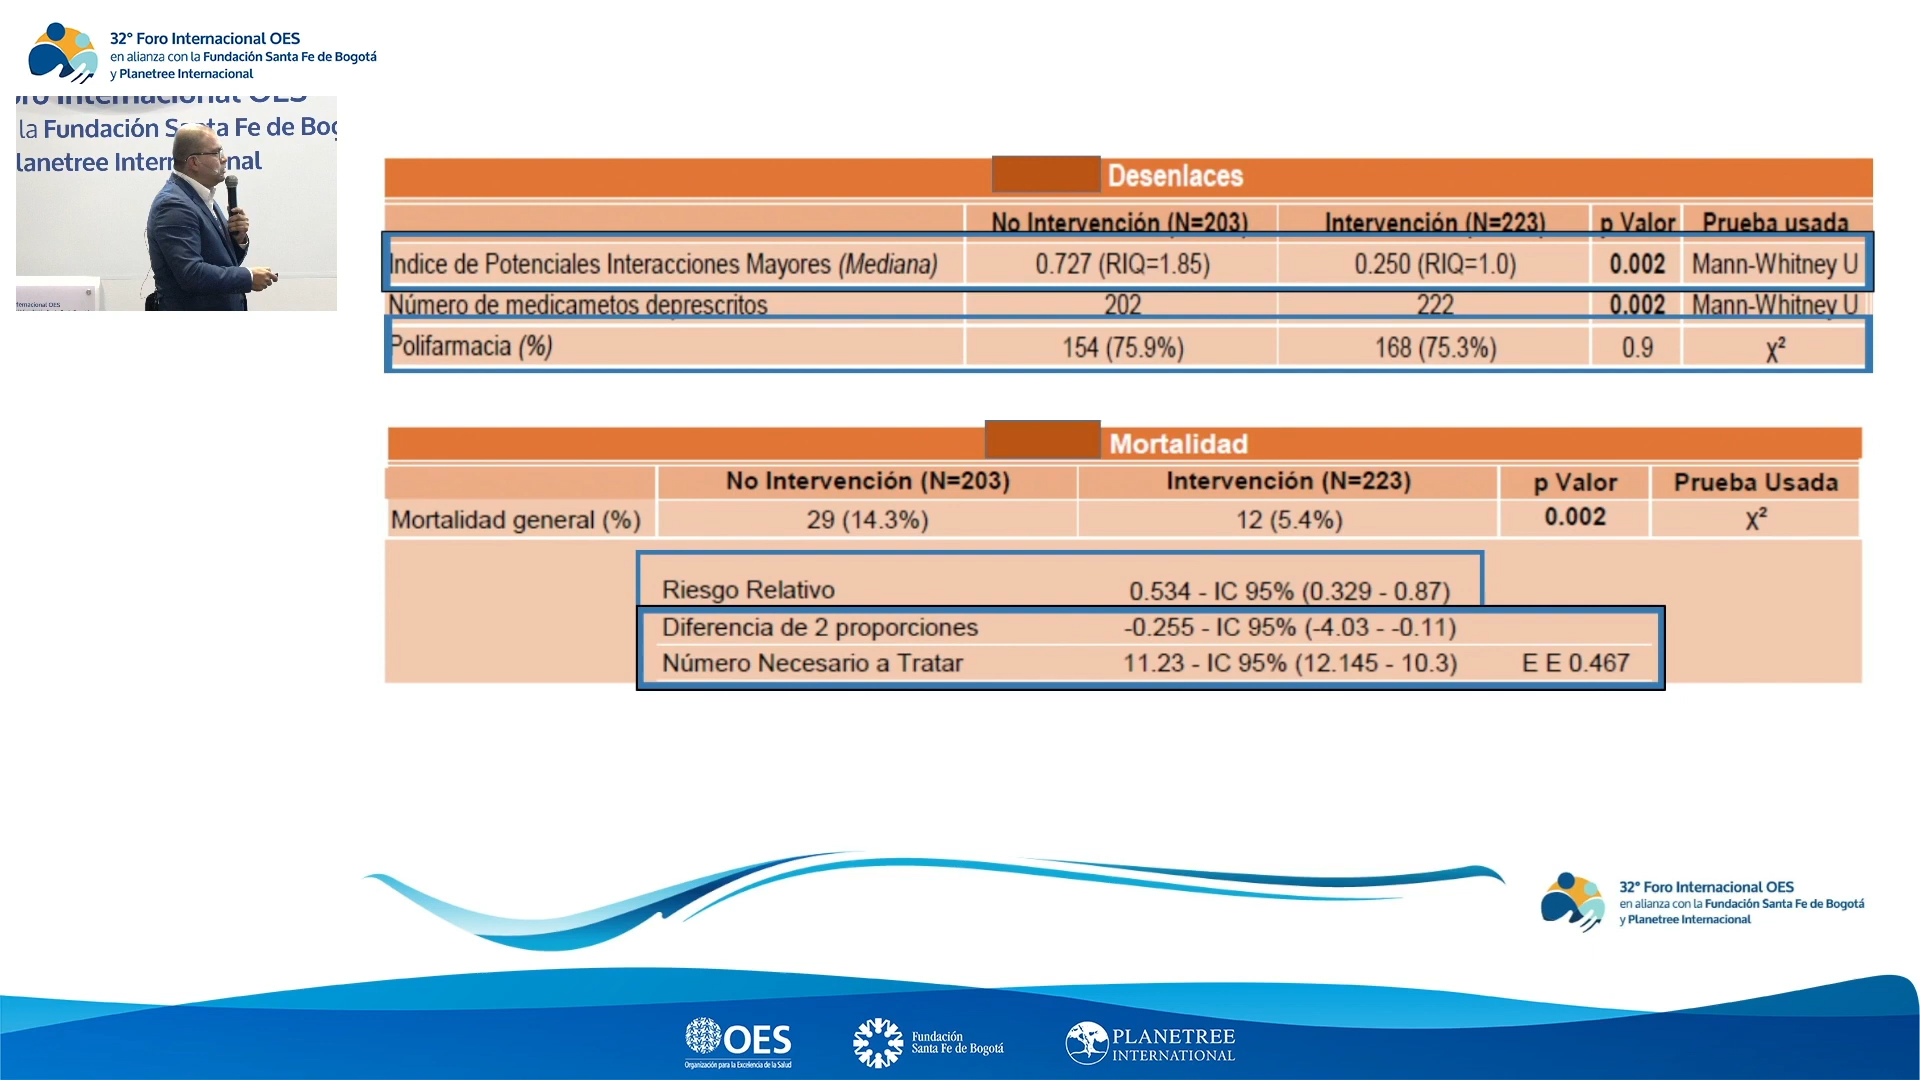 32° Foro Internacional OES
en alianza con la Fundación Santa Fe de Bogotá
y Planetree Internacional
Foro Internacional OES
la Fundación Santa Fe de Bog
lanetree Internacional
ternacional OES
Desenlaces
No Intervención (N=203) Intervención (N=223) p Valor Prueba usada
Indice de Potenciales Interacciones Mayores (Mediana) 0.727 (RIQ=1.85) 0.250 (RIQ=1.0) 0.002 Mann-Whitney U
Número de medicametos deprescritos 202 222 0.002 Mann-Whitney U
Polifarmacia (%) 154 (75.9%) 168 (75.3%) 0.9 χ²
Mortalidad
No Intervención (N=203) Intervención (N=223) p Valor Prueba Usada
Mortalidad general (%) 29 (14.3%) 12 (5.4%) 0.002 χ²
Riesgo Relativo 0.534 - IC 95% (0.329 - 0.87)
Diferencia de 2 proporciones -0.255 - IC 95% (-4.03 - -0.11)
Número Necesario a Tratar 11.23 - IC 95% (12.145 - 10.3) E E 0.467
32° Foro Internacional OES
en alianza con la Fundación Santa Fe de Bogotá
y Planetree Internacional
OES
Organización para la Excelencia de la Salud
Fundación
Santa Fe de Bogotá
PLANETREE
INTERNATIONAL